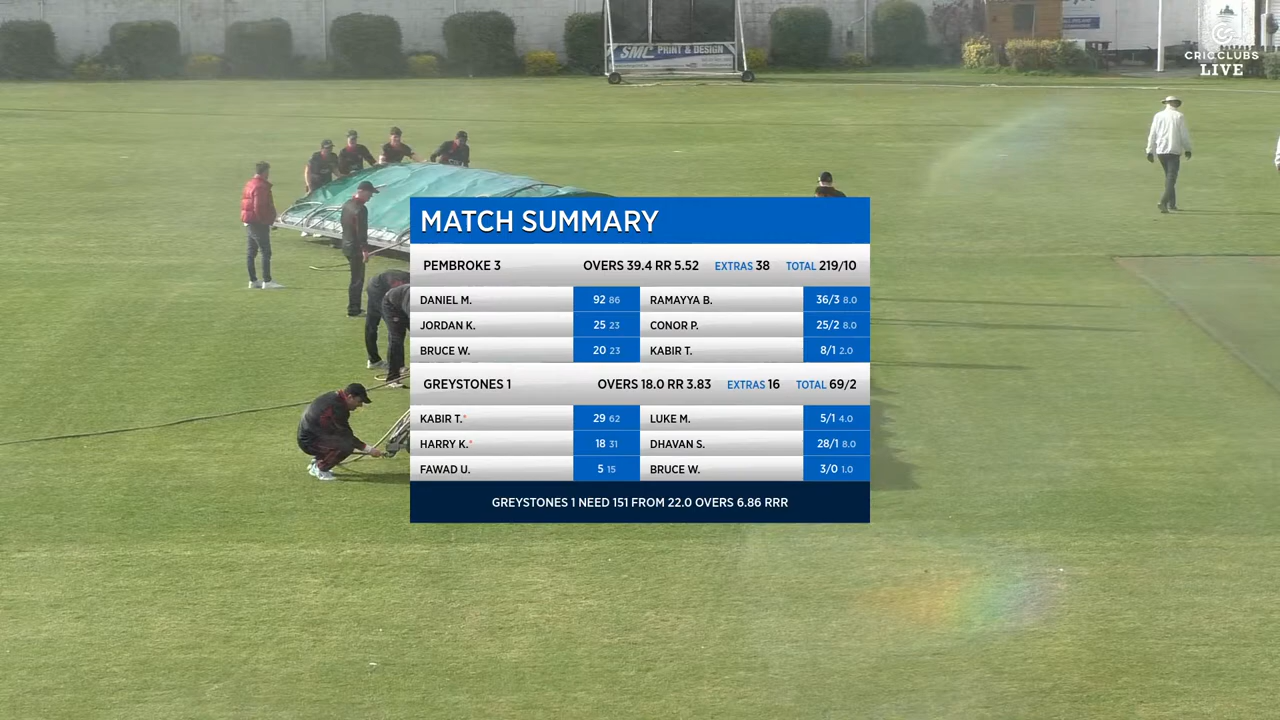 SMC PRINT & DESIGN
CRICCLUBS
LIVE
MATCH SUMMARY
PEMBROKE 3 OVERS 39.4 RR 5.52 EXTRAS 38 TOTAL 219/10
DANIEL M. 92 86 RAMAYYA B. 36/3 8.0
JORDAN K. 25 23 CONOR P. 25/2 8.0
BRUCE W. 20 23 KABIR T. 8/1 2.0
GREYSTONES 1 OVERS 18.0 RR 3.83 EXTRAS 16 TOTAL 69/2
KABIR T.* 29 62 LUKE M. 5/1 4.0
HARRY K.* 18 31 DHAVAN S. 28/1 8.0
FAWAD U. 5 15 BRUCE W. 3/0 1.0
GREYSTONES 1 NEED 151 FROM 22.0 OVERS 6.86 RRR